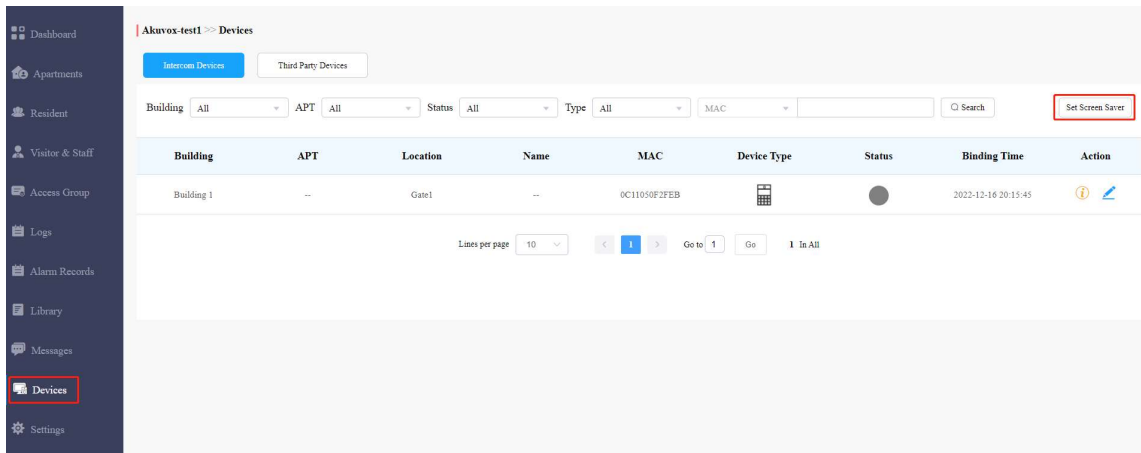 Dashboard
Apartments
Resident
Visitor & Staff
Access Group
Logs
Alarm Records
Library
Messages
Devices
Settings
Akuvox-test1 >> Devices
Intercom Devices Third Party Devices
Building All APT All Status All Type All MAC Search Set Screen Saver
Building APT Location Name MAC Device Type Status Binding Time Action
Building 1 -- Gate1 -- 0C11050F2FEB 2022-12-16 20:15:45
Lines per page 10 < 1 > Go to 1 Go 1 In All